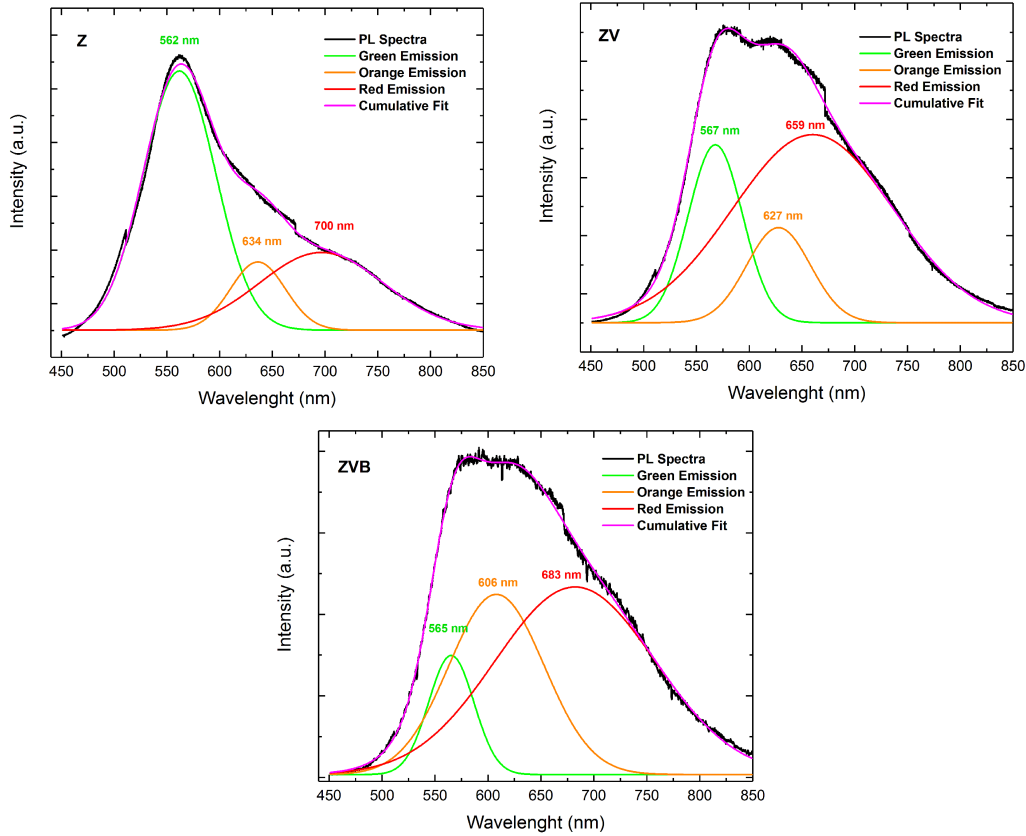 Z
562 nm
PL Spectra
Green Emission
Orange Emission
Red Emission
Cumulative Fit
634 nm
700 nm
Intensity (a.u.)
450 500 550 600 650 700 750 800 850
Wavelenght (nm)
ZV
PL Spectra
Green Emission
Orange Emission
Red Emission
Cumulative Fit
567 nm
659 nm
627 nm
Intensity (a.u.)
450 500 550 600 650 700 750 800 850
Wavelenght (nm)
ZVB
PL Spectra
Green Emission
Orange Emission
Red Emission
Cumulative Fit
606 nm
683 nm
565 nm
Intensity (a.u.)
450 500 550 600 650 700 750 800 850
Wavelenght (nm)